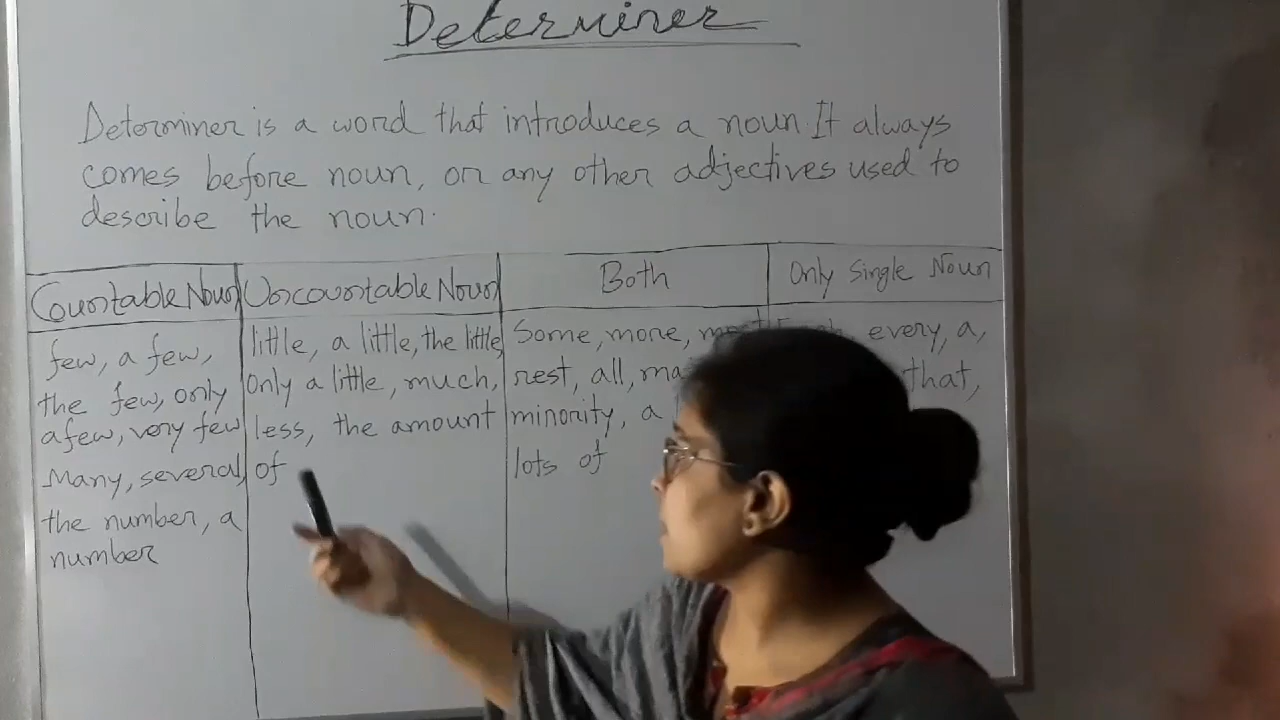 Determiner
Determiner is a word that introduces a noun. It always
comes before noun, or any other adjectives used to
describe the noun.
Countable Noun
few, a few,
the few, only
a few, very few
Many, several,
the number, a
number
Uncountable Noun
little, a little, the little,
Only a little, much,
less, the amount
of
Both
Some, more,
rest, all,
minority, a
lots of
Only Single Noun
every, a,
that,